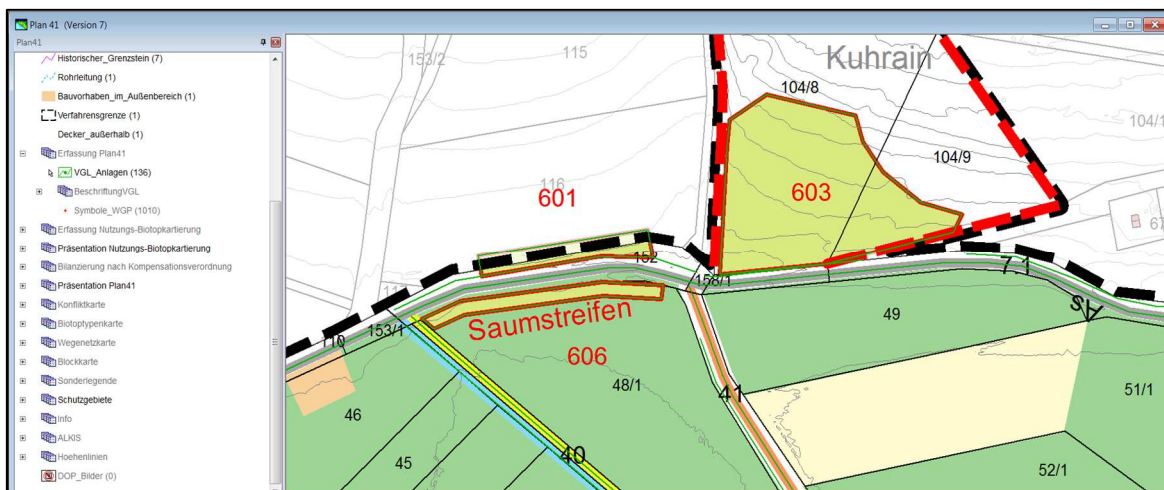 Plan 41 (Version 7)
Plan41
Historischer_Grenzstein (7)
Rohrleitung (1)
Bauvorhaben_im_Außenbereich (1)
Verfahrensgrenze (1)
Decker_außerhalb (1)
Erfassung Plan41
VGL_Anlagen (136)
BeschriftungVGL
Symbole_WGP (1010)
Erfassung Nutzungs-Biotopkartierung
Präsentation Nutzungs-Biotopkartierung
Bilanzierung nach Kompensationsverordnung
Präsentation Plan41
Konfliktkarte
Biotoptypenkarte
Wegenetzkarte
Blockkarte
Sonderlegende
Schutzgebiete
Info
ALKIS
Hoehenlinien
DOP_Bilder (0)
153/2
115
Kuhrain
104/8
104/1
104/9
116
601
603
67
152
158/1
7.1
As
153/1
110
Saumstreifen
606
49
48/1
41
51/1
46
45
40
52/1